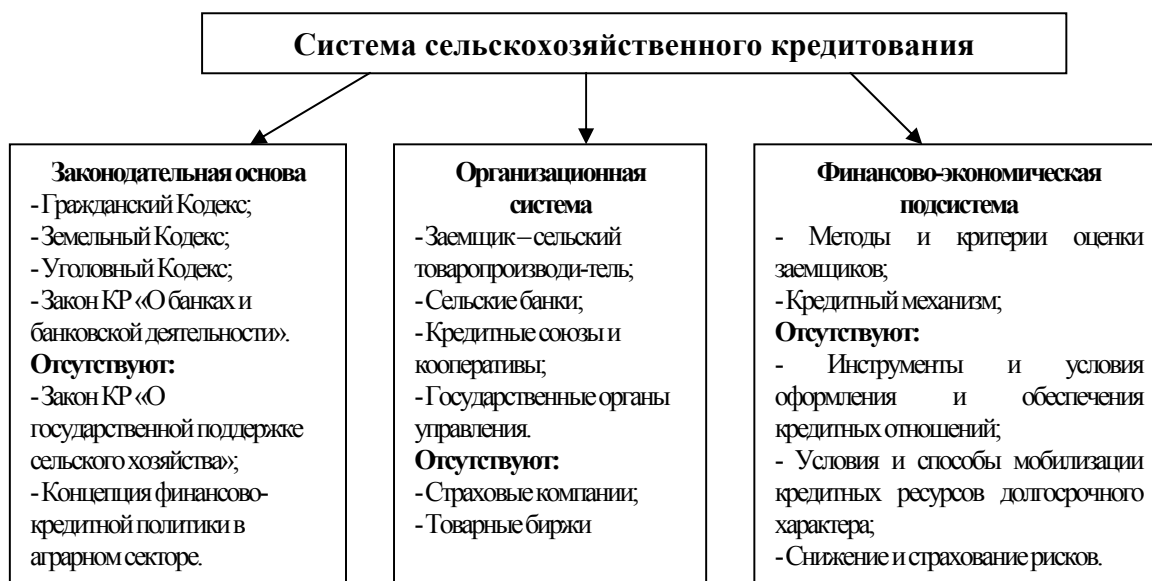 Система сельскохозяйственного кредитования
Законодательная основа
- Гражданский Кодекс;
- Земельный Кодекс;
- Уголовный Кодекс;
- Закон КР «О банках и
банковской деятельности».
Отсутствуют:
- Закон КР «О
государственной поддержке
сельского хозяйства»;
- Концепция финансово-
кредитной политики в
аграрном секторе.
Организационная
система
- Заемщик – сельский
товаропроизводи-тель;
- Сельские банки;
- Кредитные союзы и
кооперативы;
- Государственные органы
управления.
Отсутствуют:
- Страховые компании;
- Товарные биржи
Финансово-экономическая
подсистема
- Методы и критерии оценки
заемщиков;
- Кредитный механизм;
Отсутствуют:
- Инструменты и условия
оформления и обеспечения
кредитных отношений;
- Условия и способы мобилизации
кредитных ресурсов долгосрочного
характера;
- Снижение и страхование рисков.